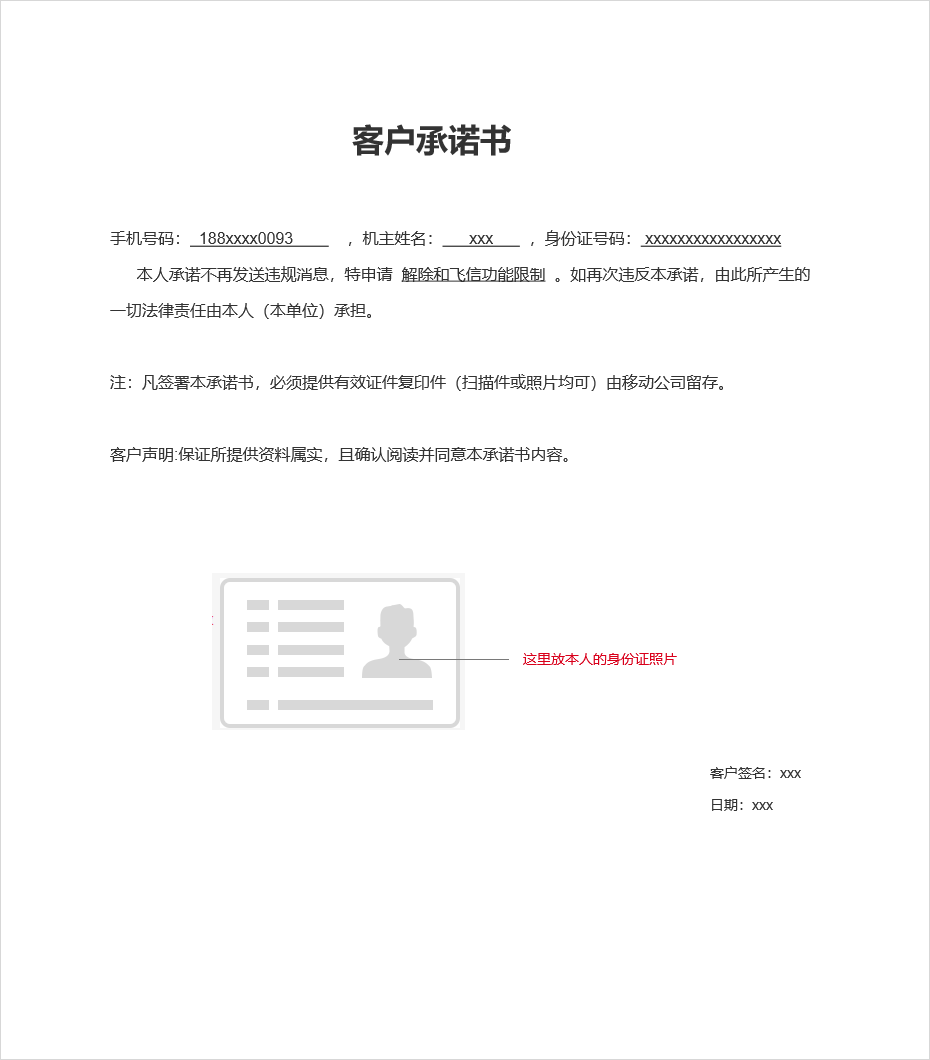 客户承诺书
手机号码：188xxxx0093 ，机主姓名：xxx ，身份证号码：xxxxxxxxxxxxxxxxx
本人承诺不再发送违规消息，特申请 解除和飞信功能限制 。如再次违反本承诺，由此所产生的
一切法律责任由本人（本单位）承担。
注：凡签署本承诺书，必须提供有效证件复印件（扫描件或照片均可）由移动公司留存。
客户声明:保证所提供资料属实，且确认阅读并同意本承诺书内容。
这里放本人的身份证照片
客户签名：xxx
日期：xxx